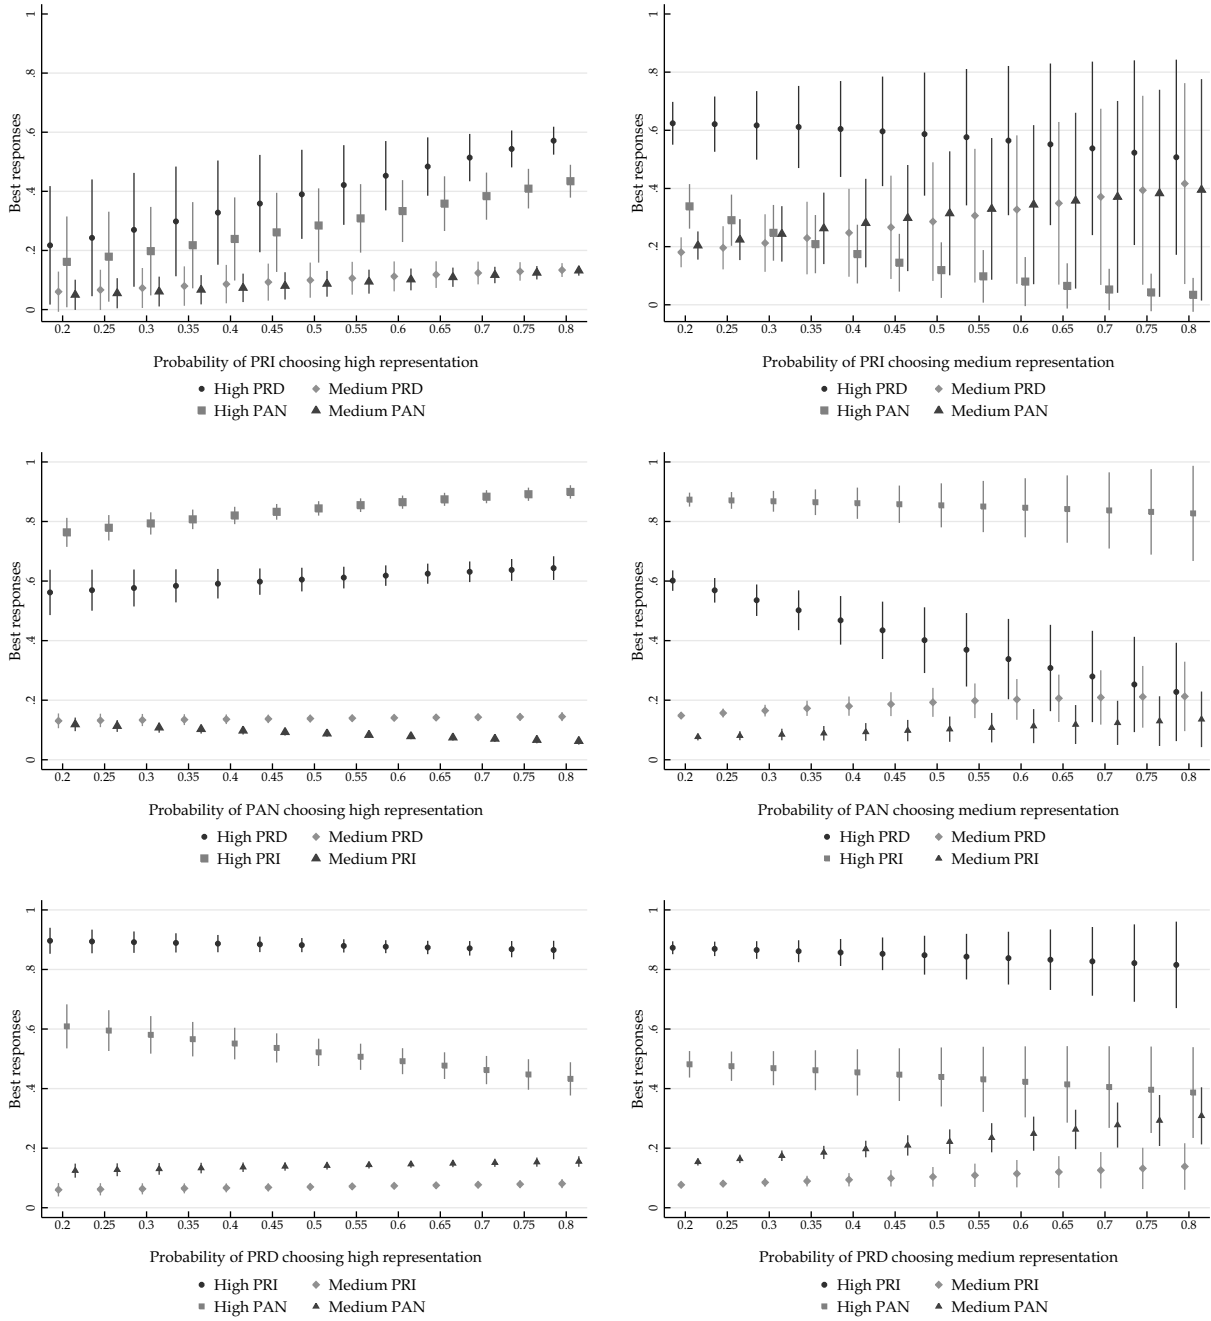 Best responses
0 .2 .4 .6 .8 1
0.2 0.25 0.3 0.35 0.4 0.45 0.5 0.55 0.6 0.65 0.7 0.75 0.8
Probability of PRI choosing high representation
High PRD Medium PRD
High PAN Medium PAN
Best responses
0 .2 .4 .6 .8 1
0.2 0.25 0.3 0.35 0.4 0.45 0.5 0.55 0.6 0.65 0.7 0.75 0.8
Probability of PRI choosing medium representation
High PRD Medium PRD
High PAN Medium PAN
Best responses
0 .2 .4 .6 .8 1
0.2 0.25 0.3 0.35 0.4 0.45 0.5 0.55 0.6 0.65 0.7 0.75 0.8
Probability of PAN choosing high representation
High PRD Medium PRD
High PRI Medium PRI
Best responses
0 .2 .4 .6 .8 1
0.2 0.25 0.3 0.35 0.4 0.45 0.5 0.55 0.6 0.65 0.7 0.75 0.8
Probability of PAN choosing medium representation
High PRD Medium PRD
High PRI Medium PRI
Best responses
0 .2 .4 .6 .8 1
0.2 0.25 0.3 0.35 0.4 0.45 0.5 0.55 0.6 0.65 0.7 0.75 0.8
Probability of PRD choosing high representation
High PRI Medium PRI
High PAN Medium PAN
Best responses
0 .2 .4 .6 .8 1
0.2 0.25 0.3 0.35 0.4 0.45 0.5 0.55 0.6 0.65 0.7 0.75 0.8
Probability of PRD choosing medium representation
High PRI Medium PRI
High PAN Medium PAN